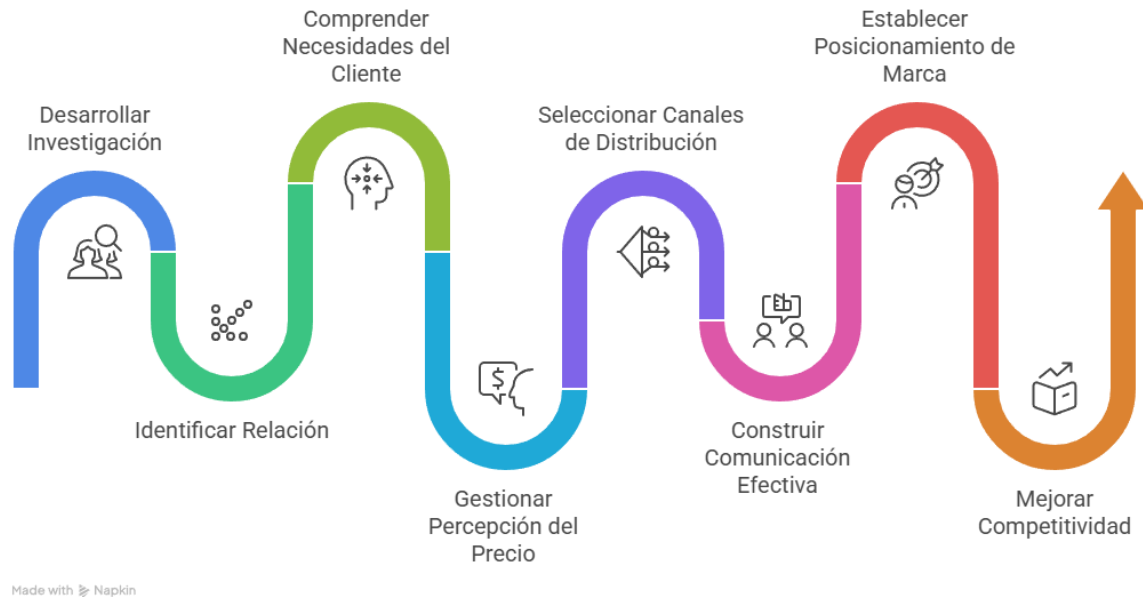 Desarrollar
Investigación
Identificar Relación
Comprender
Necesidades del
Cliente
Gestionar
Percepción del
Precio
Seleccionar Canales
de Distribución
Construir
Comunicación
Efectiva
Establecer
Posicionamiento de
Marca
Mejorar
Competitividad
Made with Napkin